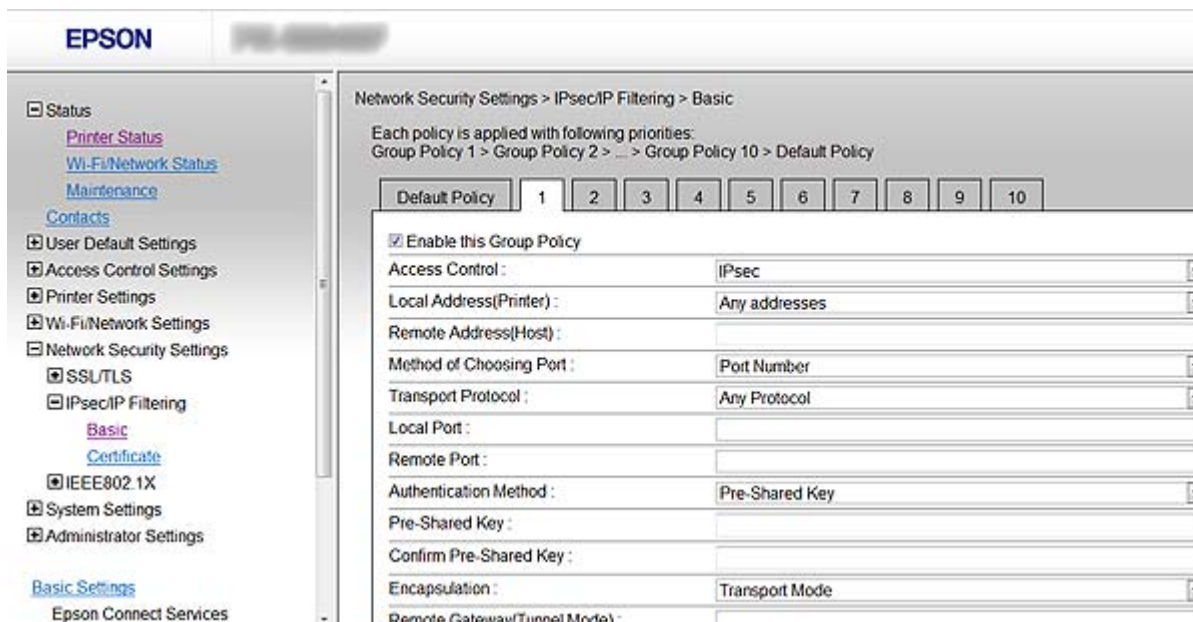 EPSON
Status
Printer Status
Wi-Fi/Network Status
Maintenance
Contacts
User Default Settings
Access Control Settings
Printer Settings
Wi-Fi/Network Settings
Network Security Settings
SSL/TLS
IPsec/IP Filtering
Basic
Certificate
IEEE802.1X
System Settings
Administrator Settings
Basic Settings
Epson Connect Services
Network Security Settings > IPsec/IP Filtering > Basic
Each policy is applied with following priorities:
Group Policy 1 > Group Policy 2 > ... > Group Policy 10 > Default Policy
Default Policy 1 2 3 4 5 6 7 8 9 10
Enable this Group Policy
Access Control : IPsec
Local Address(Printer) : Any addresses
Remote Address(Host) :
Method of Choosing Port : Port Number
Transport Protocol : Any Protocol
Local Port :
Remote Port :
Authentication Method : Pre-Shared Key
Pre-Shared Key :
Confirm Pre-Shared Key :
Encapsulation : Transport Mode
Remote Gateway(Tunnel Mode) :